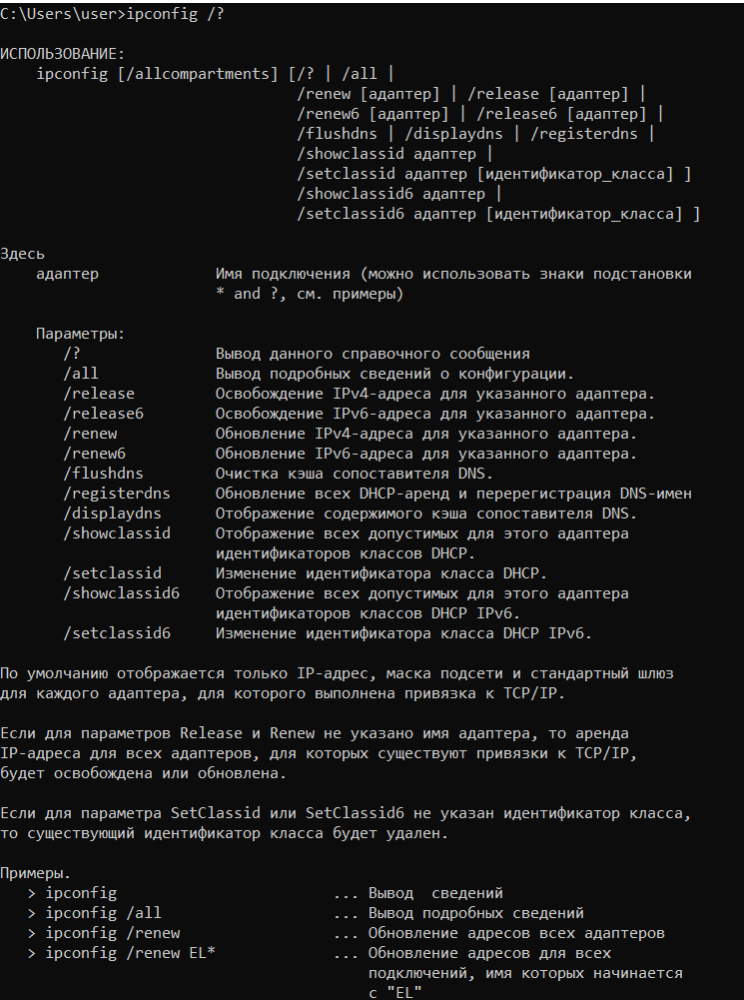 C:\Users\user>ipconfig /?
ИСПОЛЬЗОВАНИЕ:
ipconfig [/allcompartments] [/? | /all |
/renew [адаптер] | /release [адаптер] |
/renew6 [адаптер] | /release6 [адаптер] |
/flushdns | /displaydns | /registerdns |
/showclassid адаптер |
/setclassid адаптер [идентификатор_класса] ]
/showclassid6 адаптер |
/setclassid6 адаптер [идентификатор_класса] ]
Здесь
адаптер Имя подключения (можно использовать знаки подстановки
* and ?, см. примеры)
Параметры:
/? Вывод данного справочного сообщения
/all Вывод подробных сведений о конфигурации.
/release Освобождение IPv4-адреса для указанного адаптера.
/release6 Освобождение IPv6-адреса для указанного адаптера.
/renew Обновление IPv4-адреса для указанного адаптера.
/renew6 Обновление IPv6-адреса для указанного адаптера.
/flushdns Очистка кэша сопоставителя DNS.
/registerdns Обновление всех DHCP-аренд и перерегистрация DNS-имен
/displaydns Отображение содержимого кэша сопоставителя DNS.
/showclassid Отображение всех допустимых для этого адаптера
идентификаторов классов DHCP.
/setclassid Изменение идентификатора класса DHCP.
/showclassid6 Отображение всех допустимых для этого адаптера
идентификаторов классов DHCP IPv6.
/setclassid6 Изменение идентификатора класса DHCP IPv6.
По умолчанию отображается только IP-адрес, маска подсети и стандартный шлюз
для каждого адаптера, для которого выполнена привязка к TCP/IP.
Если для параметров Release и Renew не указано имя адаптера, то аренда
IP-адреса для всех адаптеров, для которых существуют привязки к TCP/IP,
будет освобождена или обновлена.
Если для параметра SetClassid или SetClassid6 не указан идентификатор класса,
то существующий идентификатор класса будет удален.
Примеры.
> ipconfig ... Вывод сведений
> ipconfig /all ... Вывод подробных сведений
> ipconfig /renew ... Обновление адресов всех адаптеров
> ipconfig /renew EL* ... Обновление адресов для всех
подключений, имя которых начинается
с "EL"